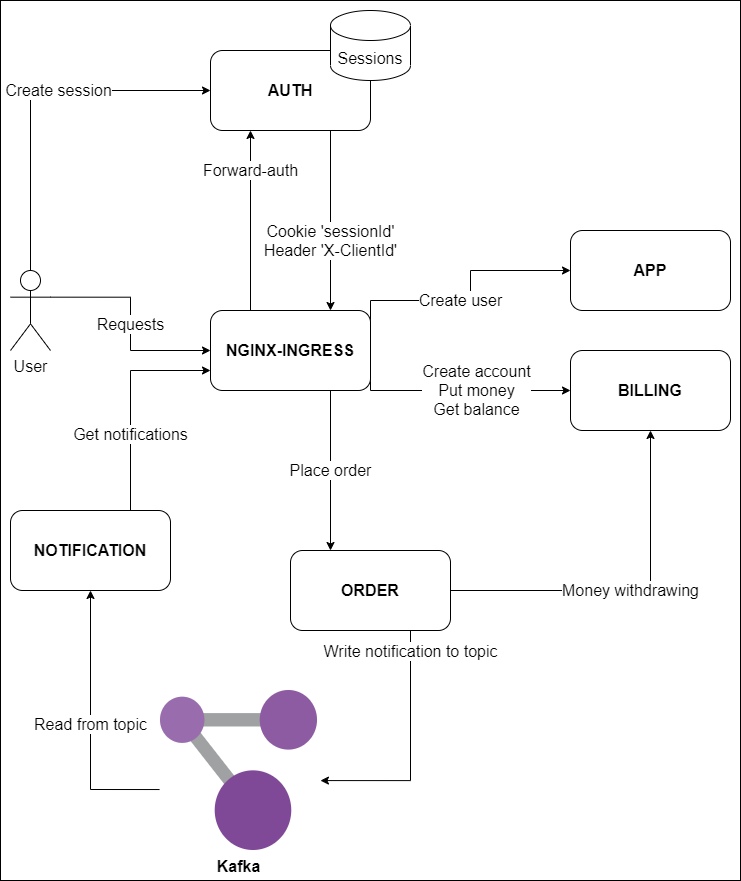 Sessions
AUTH
Create session
Forward-auth
Cookie 'sessionId'
Header 'X-ClientId'
APP
Create user
Requests
NGINX-INGRESS
User
Create account
Put money
Get balance
BILLING
Get notifications
Place order
NOTIFICATION
ORDER
Money withdrawing
Write notification to topic
Read from topic
Kafka